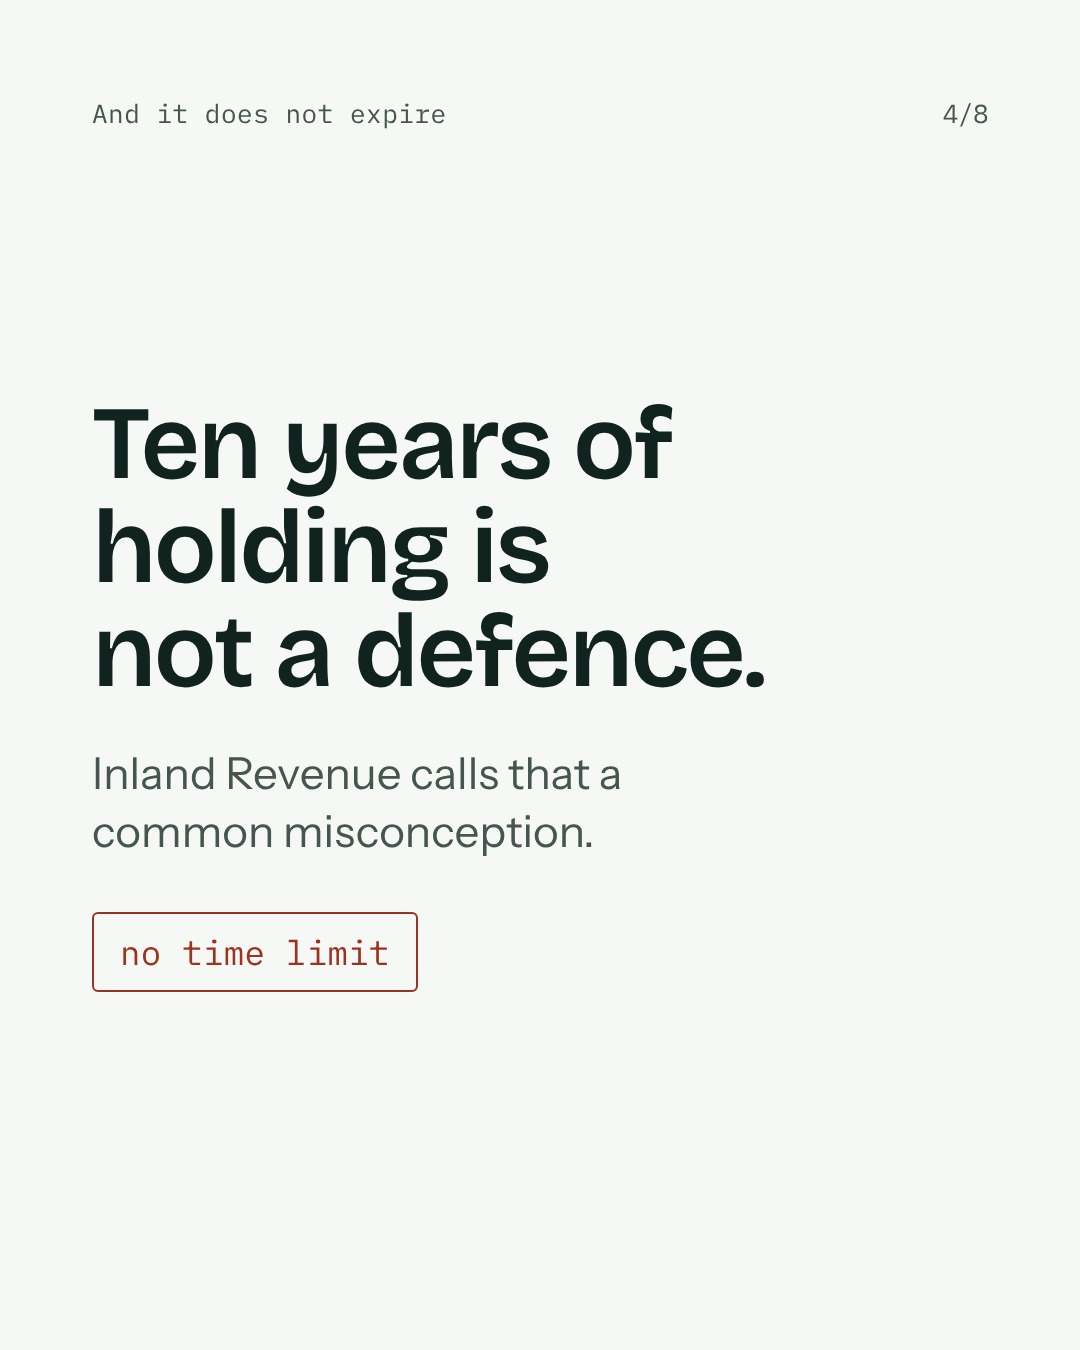 And it does not expire
4/8
Ten years of
holding is
not a defence.
Inland Revenue calls that a
common misconception.
no time limit